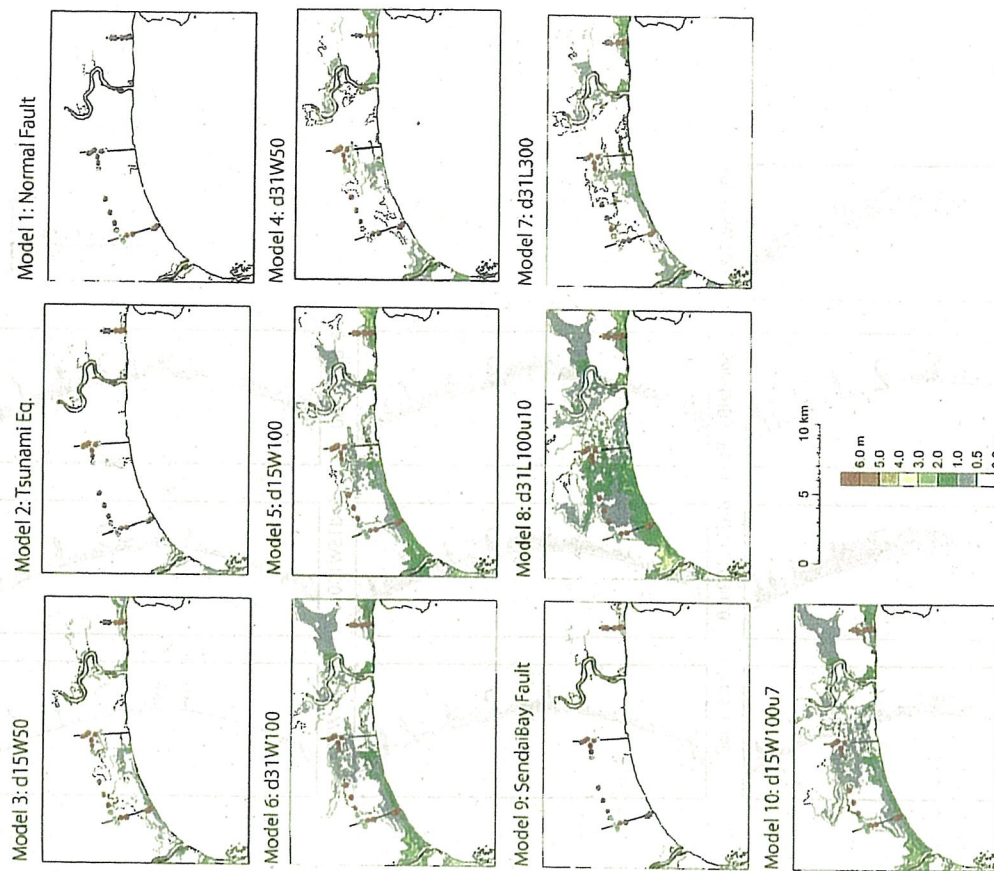 Model 1: Normal Fault
Model 2: Tsunami Eq.
Model 3: d15W50
Model 4: d31W50
Model 5: d15W100
Model 6: d31W100
Model 7: d31L300
Model 8: d31L100u10
Model 9: SendaiBay Fault
Model 10: d15W100u7
0 5 10 km
6.0 m
5.0
4.0
3.0
2.0
1.0
0.5
0.0